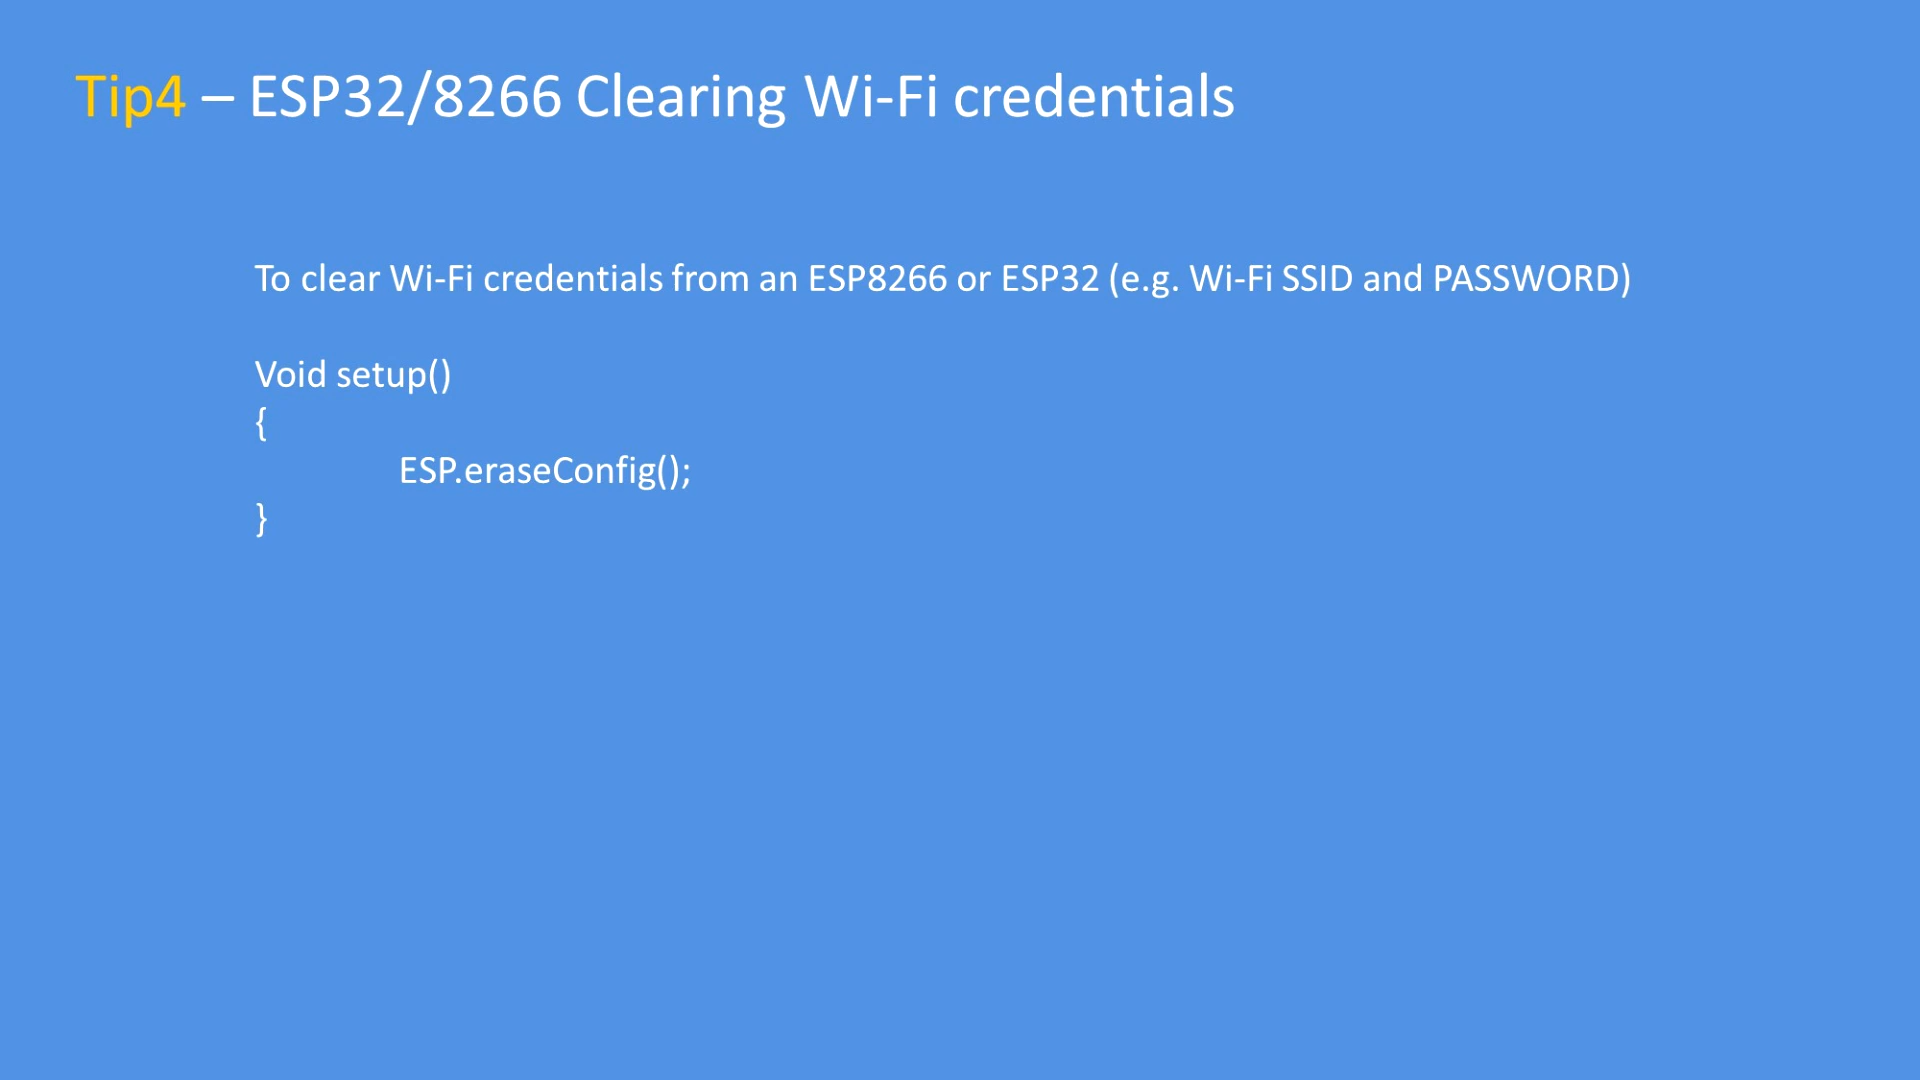 Tip4 – ESP32/8266 Clearing Wi-Fi credentials
To clear Wi-Fi credentials from an ESP8266 or ESP32 (e.g. Wi-Fi SSID and PASSWORD)
Void setup()
{
ESP.eraseConfig();
}